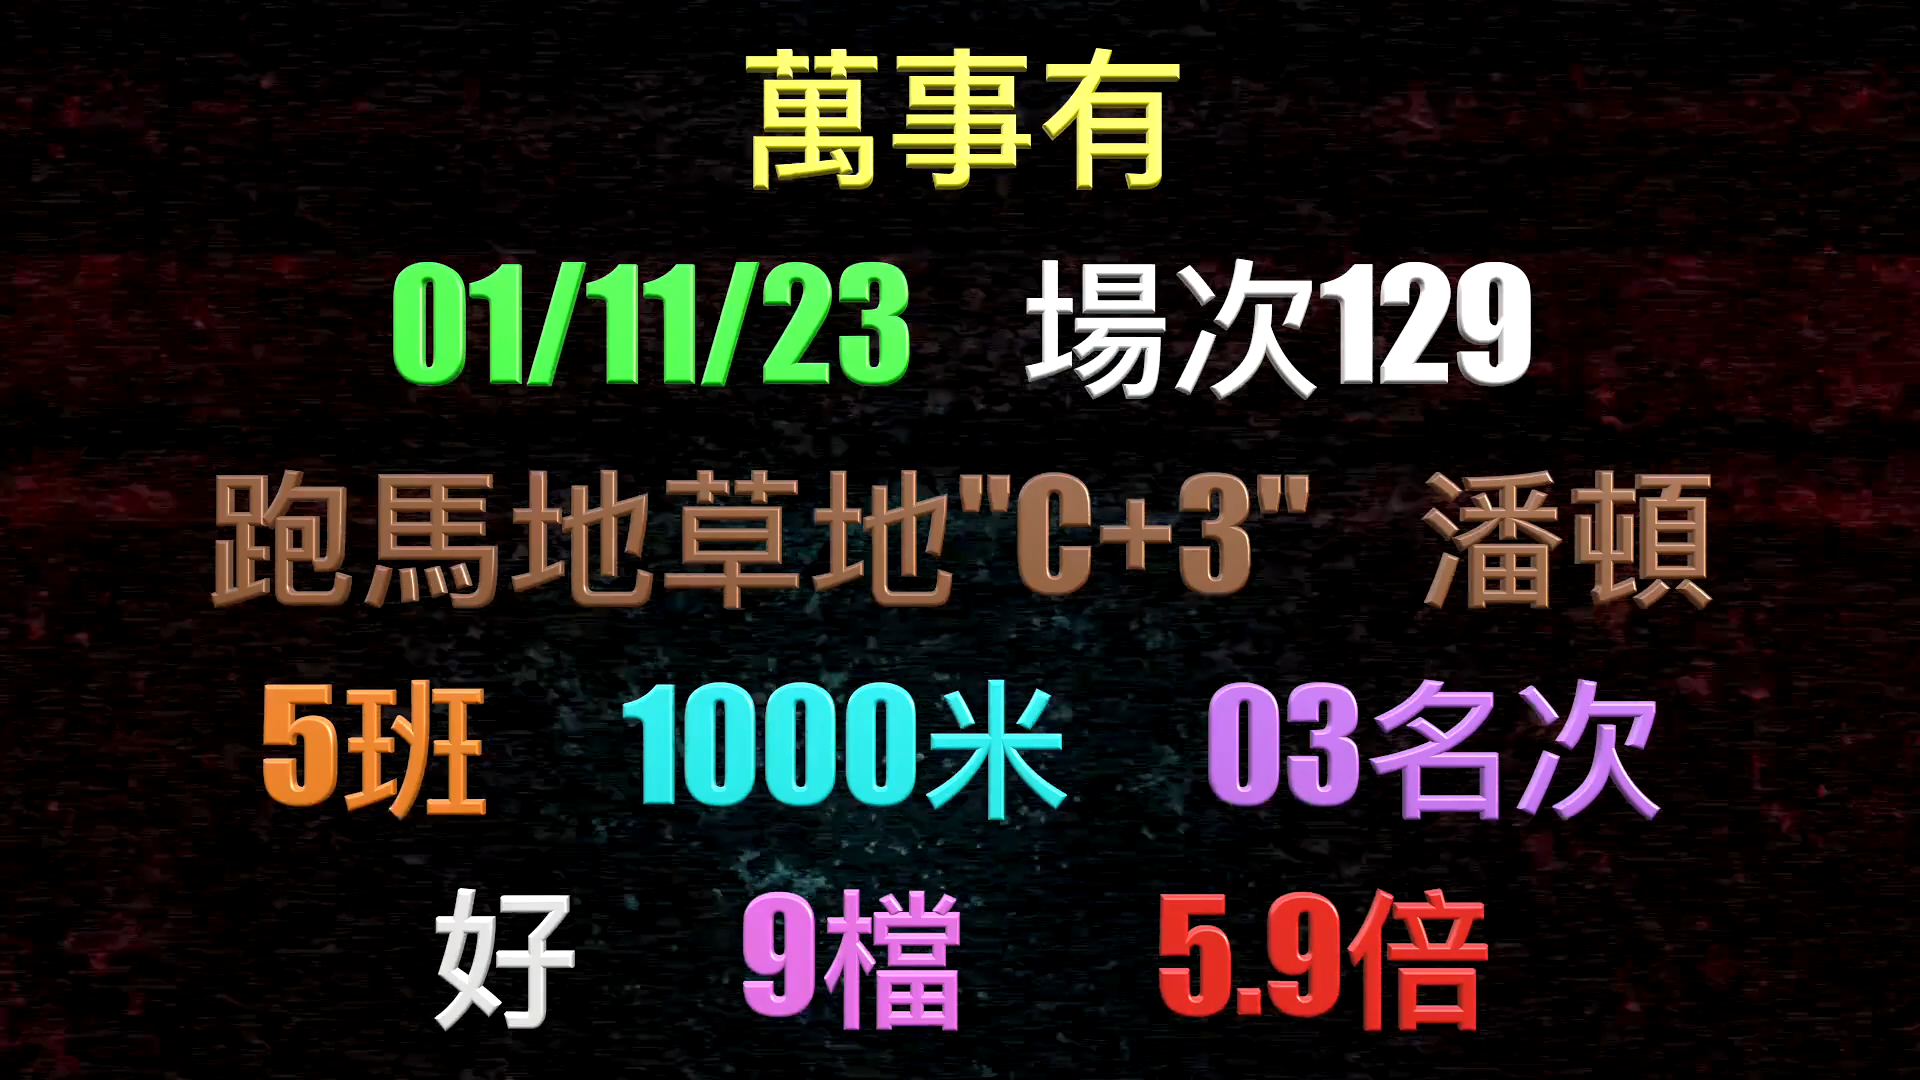 萬事有
01/11/23 場次129
跑馬地草地"C+3" 潘頓
5班 1000米 03名次
好 9檔 5.9倍